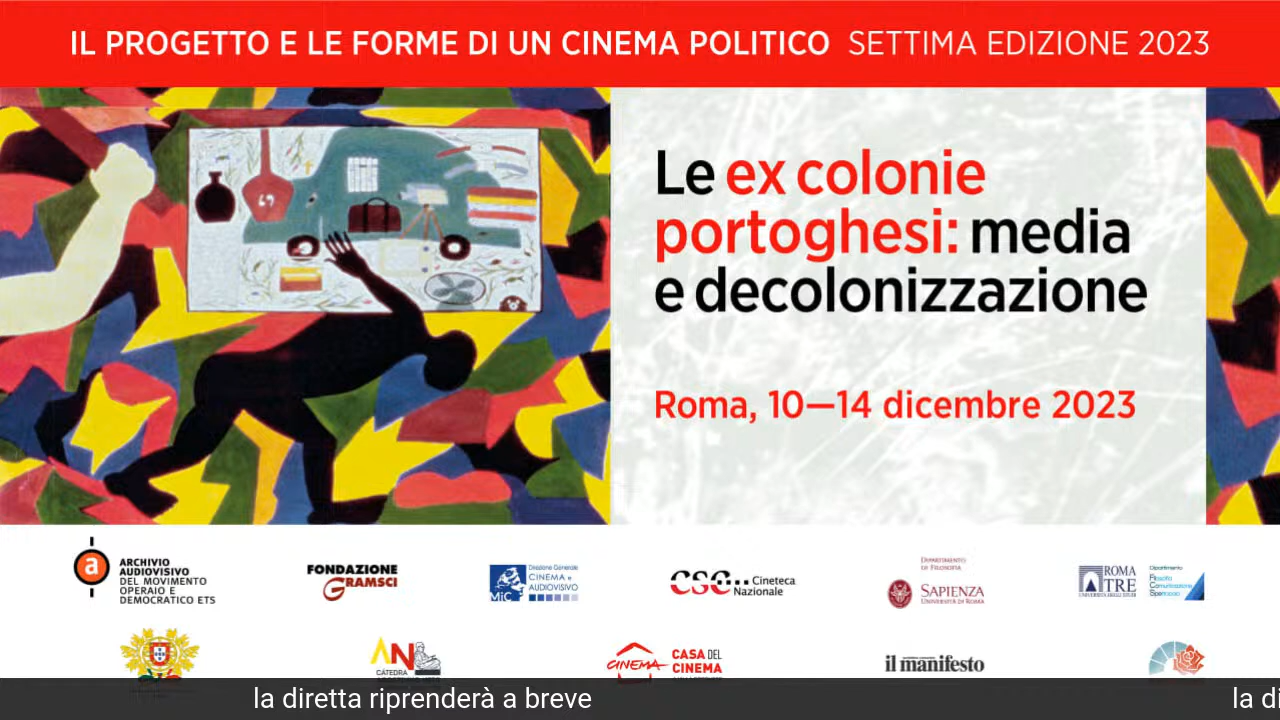 IL PROGETTO E LE FORME DI UN CINEMA POLITICO SETTIMA EDIZIONE 2023
Le ex colonie
portoghesi: media
e decolonizzazione
Roma, 10—14 dicembre 2023
a
ARCHIVIO
AUDIOVISIVO
DEL MOVIMENTO
OPERAIO E
DEMOCRATICO ETS
FONDAZIONE
GRAMSCI
MiC
Direzione Generale
CINEMA e
AUDIOVISIVO
CSC
Cineteca
Nazionale
DIPARTIMENTO
DI FILOSOFIA
SAPIENZA
UNIVERSITÀ DI ROMA
ROMA
TRE
UNIVERSITÀ DEGLI STUDI
Dipartimento
Filosofia
Comunicazione
Spettacolo
AN
CÁTEDRA
CINEMA
CASA DEL
CINEMA
il manifesto
la diretta riprenderà a breve
la di